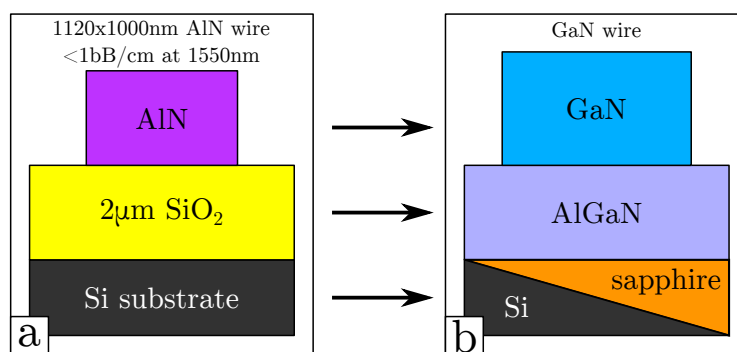 1120x1000nm AlN wire
<1bB/cm at 1550nm
AlN
2μm SiO₂
Si substrate
a
GaN wire
GaN
AlGaN
sapphire
Si
b